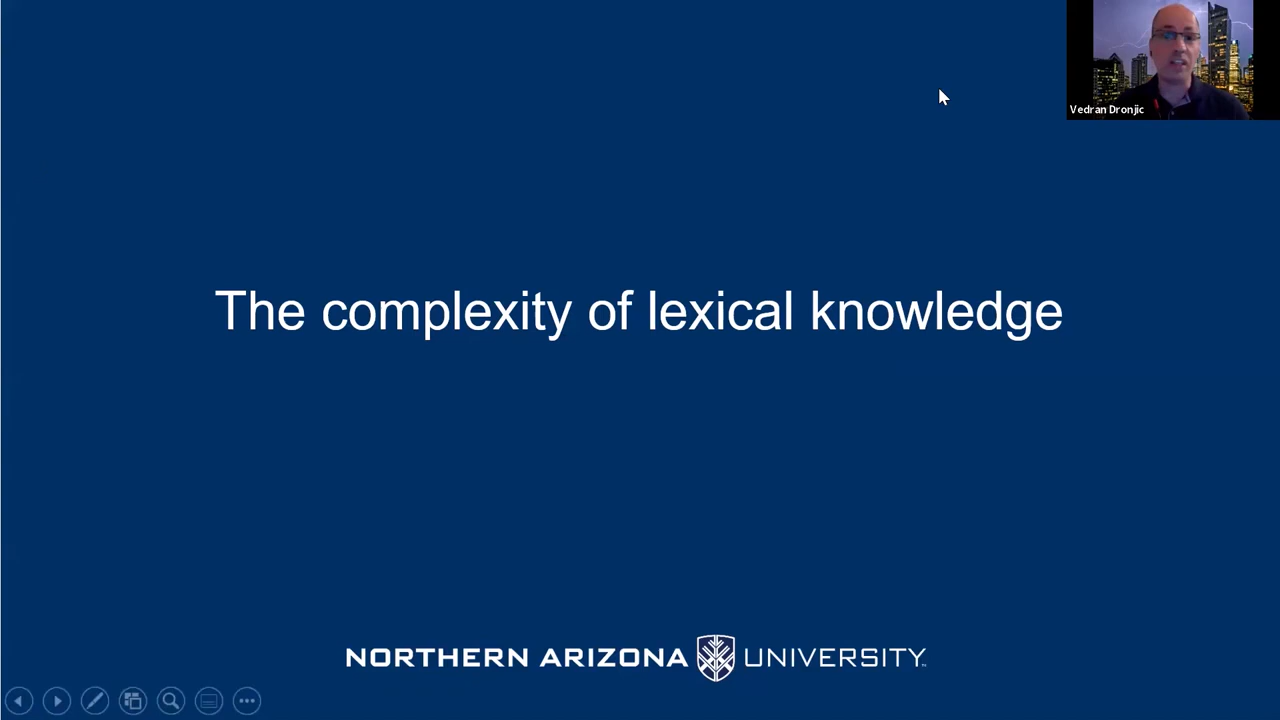 Vedran Dronjic
The complexity of lexical knowledge
NORTHERN ARIZONA UNIVERSITY